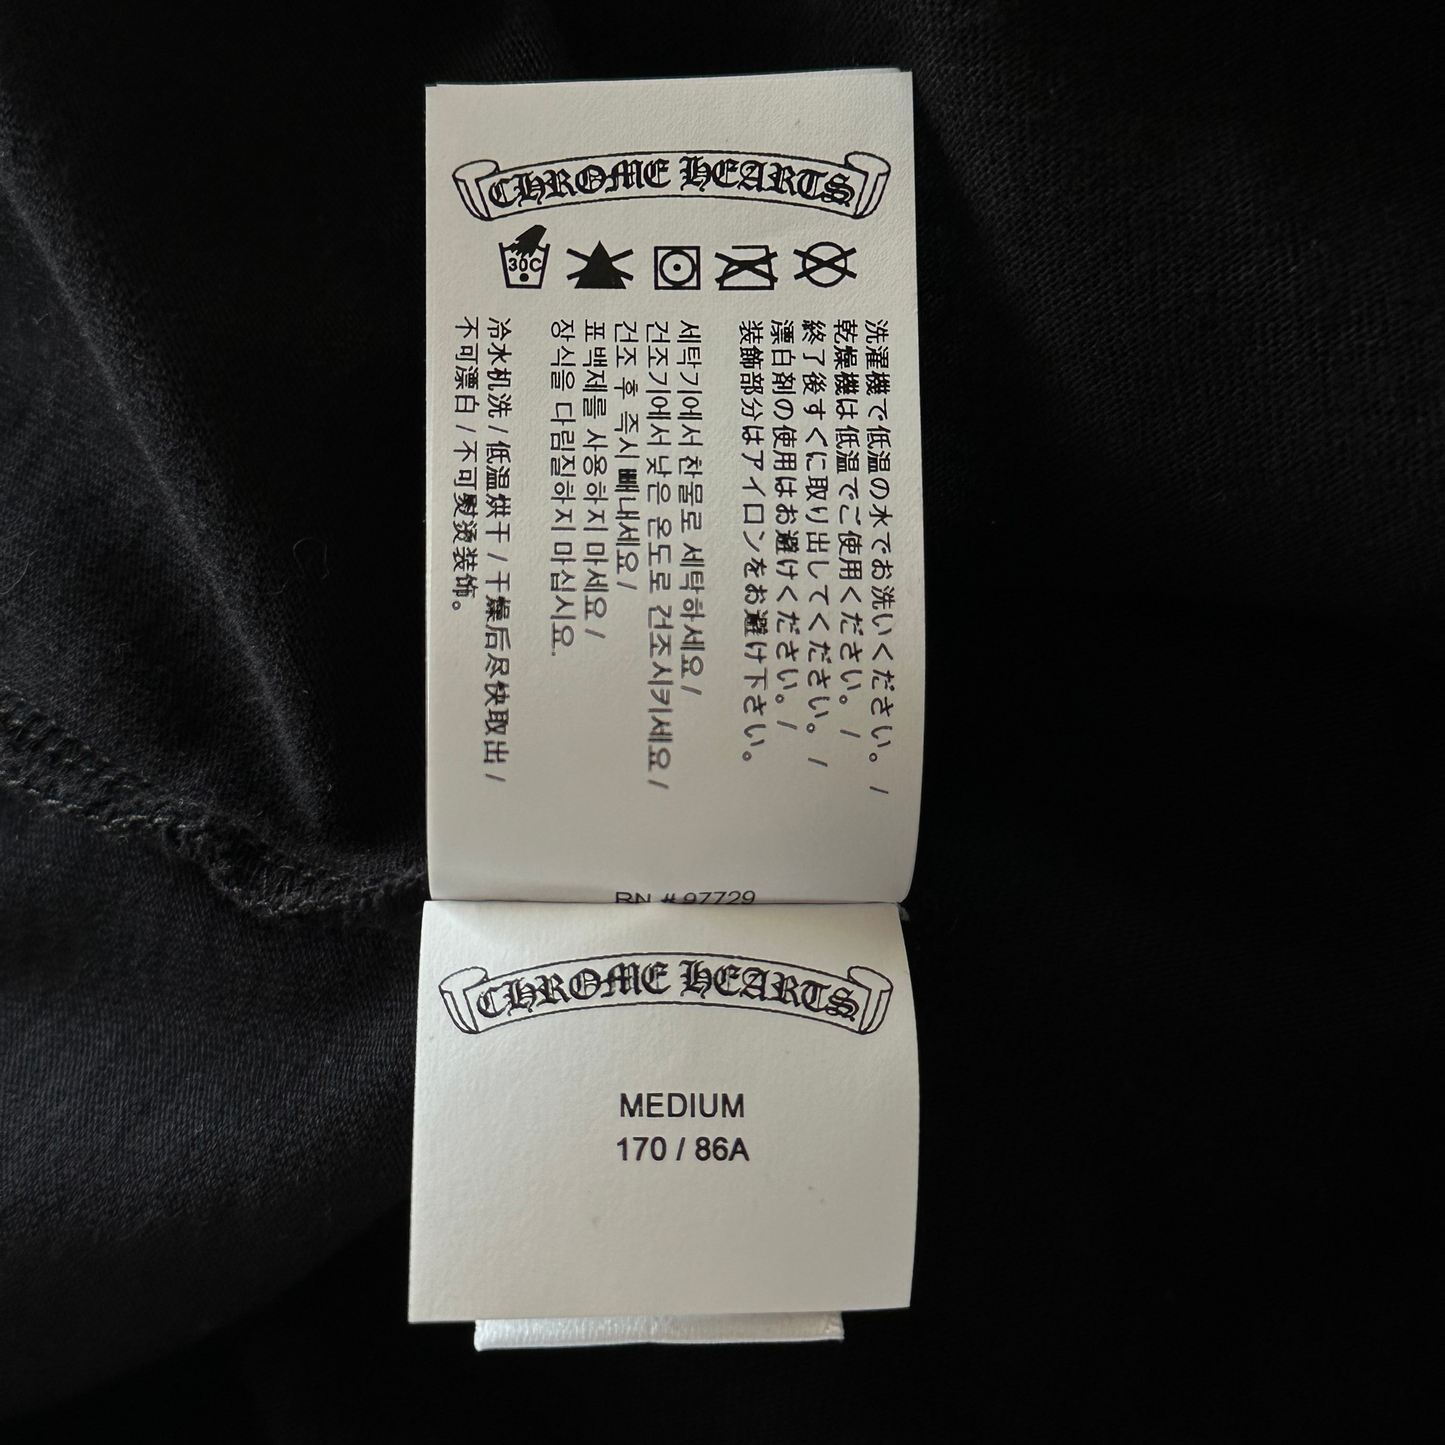 CHROME HEARTS
30C
洗濯機で低温の水でお洗いください。 /
乾燥機は低温でご使用ください。 /
終了後すぐに取り出してください。 /
漂白剤の使用はお避けください。 /
装飾部分はアイロンをお避け下さい。
세탁기에서 찬물로 세탁하세요 /
건조기에서 낮은 온도로 건조시키세요 /
건조 후 즉시 빼내세요 /
표백제를 사용하지 마세요 /
장식을 다림질하지 마십시요.
冷水机洗 / 低温烘干 / 干燥后尽快取出 /
不可漂白 / 不可熨烫装饰。
RN # 97729
CHROME HEARTS
MEDIUM
170 / 86A